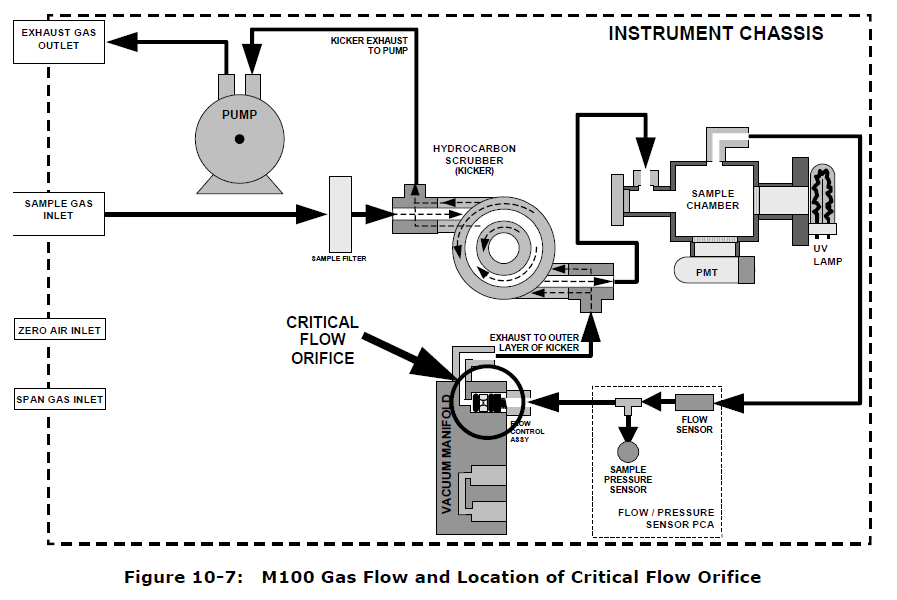 INSTRUMENT CHASSIS
EXHAUST GAS
OUTLET
KICKER EXHAUST
TO PUMP
PUMP
HYDROCARBON
SCRUBBER
(KICKER)
SAMPLE GAS
INLET
SAMPLE FILTER
SAMPLE
CHAMBER
UV
LAMP
PMT
ZERO AIR INLET
CRITICAL
FLOW
ORIFICE
EXHAUST TO OUTER
LAYER OF KICKER
SPAN GAS INLET
VACUUM MANIFOLD
FLOW
CONTROL
ASSY
FLOW
SENSOR
SAMPLE
PRESSURE
SENSOR
FLOW / PRESSURE
SENSOR PCA
Figure 10-7: M100 Gas Flow and Location of Critical Flow Orifice